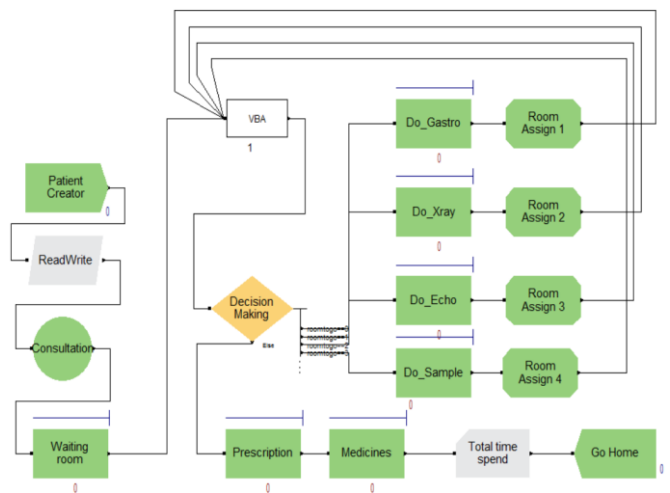 VBA
1
Do_Gastro
0
Room
Assign 1
Patient
Creator
0
Do_Xray
0
Room
Assign 2
ReadWrite
Decision
Making
Do_Echo
0
Room
Assign 3
Else
Consultation
Do_Sample
0
Room
Assign 4
Waiting
room
0
Prescription
0
Medicines
0
Total time
spend
Go Home
0